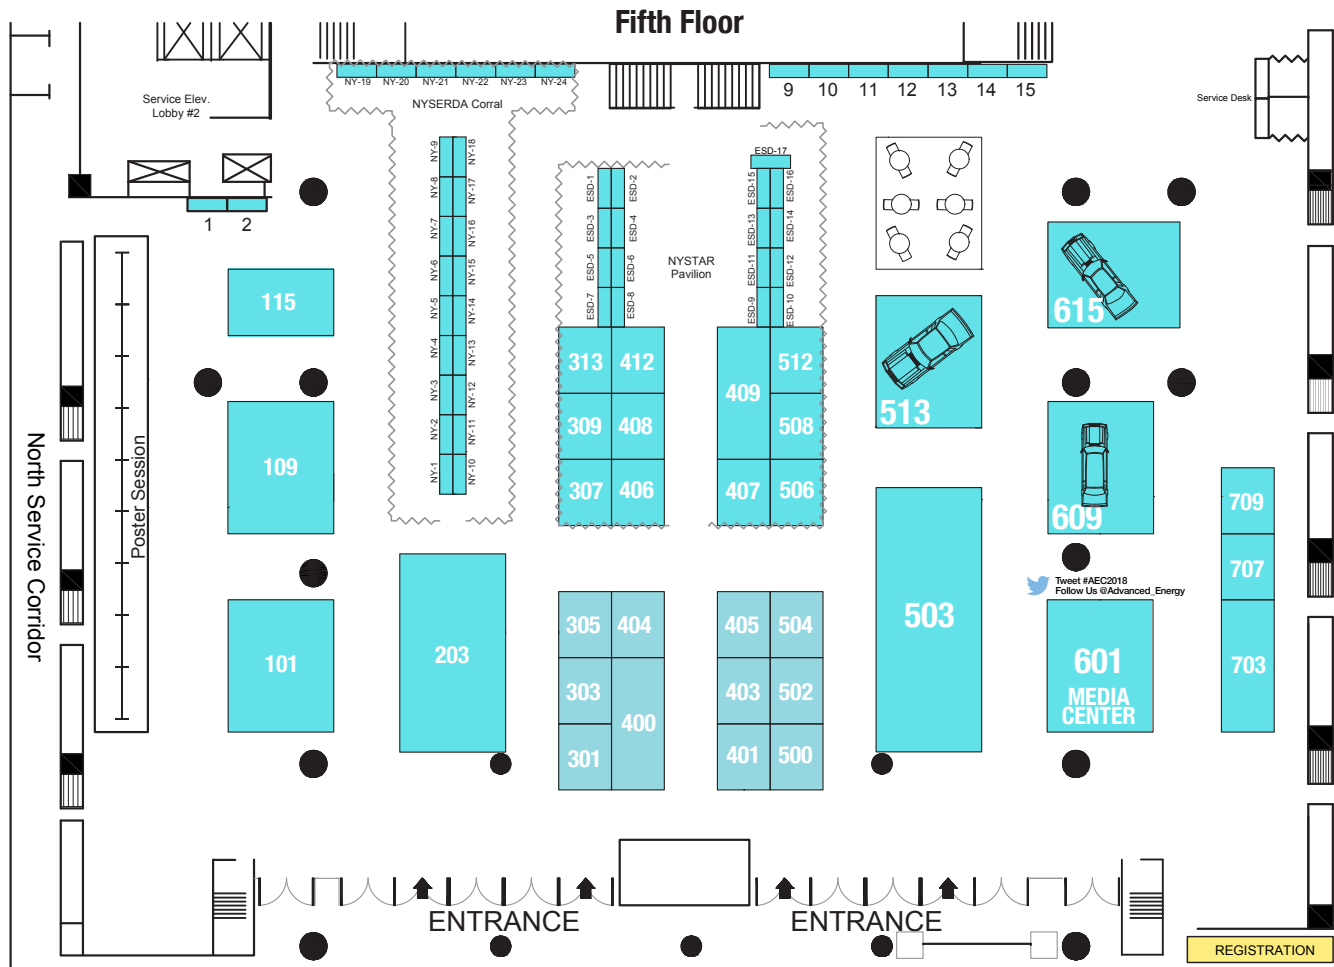 Fifth Floor
NY-19 NY-20 NY-21 NY-22 NY-23 NY-24
9 10 11 12 13 14 15
NYSERDA Corral
Service Elev.
Lobby #2
Service Desk
1 2
NY-9 NY-18
NY-8 NY-17
NY-7 NY-16
NY-6 NY-15
NY-5 NY-14
NY-4 NY-13
NY-3 NY-12
NY-2 NY-11
NY-1 NY-10
ESD-17
ESD-1 ESD-2
ESD-3 ESD-4
ESD-5 ESD-6
ESD-7 ESD-8
NYSTAR
Pavilion
ESD-15 ESD-16
ESD-13 ESD-14
ESD-11 ESD-12
ESD-9 ESD-10
115
109
101
203
313 412
309 408
307 406
409
512
508
407 506
305 404
303
400
301
405 504
403 502
401 500
513
503
615
609
Tweet #AEC2018
Follow Us @Advanced_Energy
601
MEDIA
CENTER
709
707
703
North Service Corridor
Poster Session
ENTRANCE
ENTRANCE
REGISTRATION